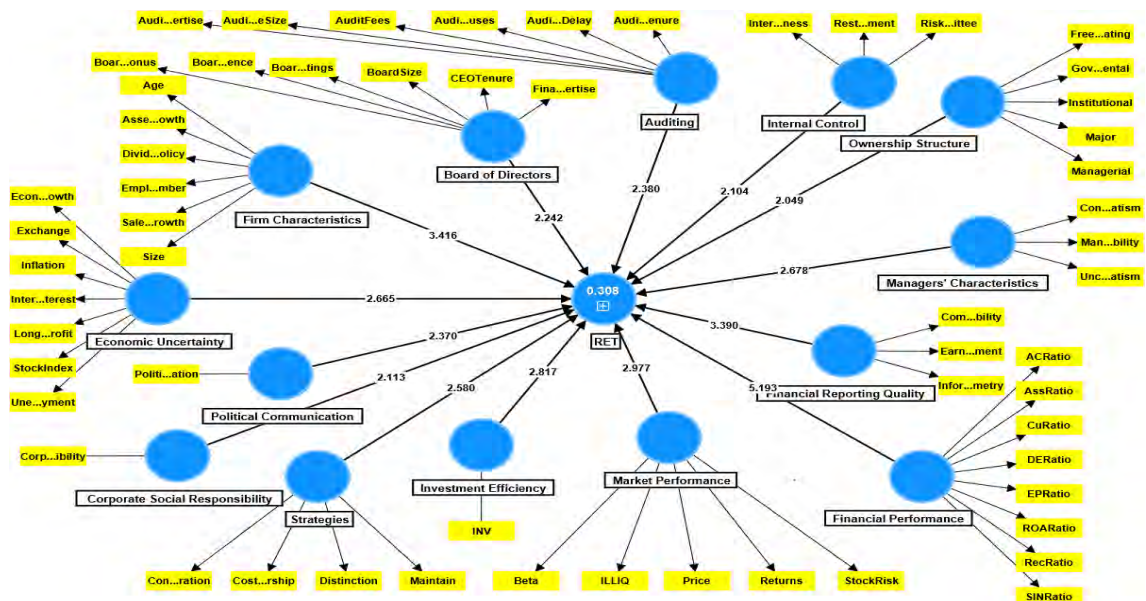 Audi...ertise
Audi...eSize
AuditFees
Audi...uses
Audi...Delay
Audi...enure
Inter...ness
Rest...ment
Risk...ittee
Free...ating
Gov...ental
Institutional
Major
Managerial
Boar...onus
Boar...ence
Boar...tings
BoardSize
CEOTenure
Fina...ertise
Auditing
Internal Control
Ownership Structure
Board of Directors
Age
Asse...owth
Divid...olicy
Empl...mber
Sale...rowth
Size
Firm Characteristics
2.380
2.104
2.049
2.242
3.416
Con...atism
Man...bility
Unc...atism
Managers' Characteristics
2.678
Econ...owth
Exchange
Inflation
Inter...terest
Long...rofit
StockIndex
Une...yment
Economic Uncertainty
2.665
0.308
RET
3.390
Com...bility
Earn...ment
Infor...metry
Financial Reporting Quality
2.370
2.113
2.580
2.817
2.977
5.193
Politi...ation
Political Communication
Corp...ibility
Corporate Social Responsibility
Strategies
Investment Efficiency
Market Performance
Financial Performance
ACRatio
AssRatio
CuRatio
DERatio
EPRatio
ROARatio
RecRatio
SINRatio
INV
Con...ration
Cost...rship
Distinction
Maintain
Beta
ILLIQ
Price
Returns
StockRisk